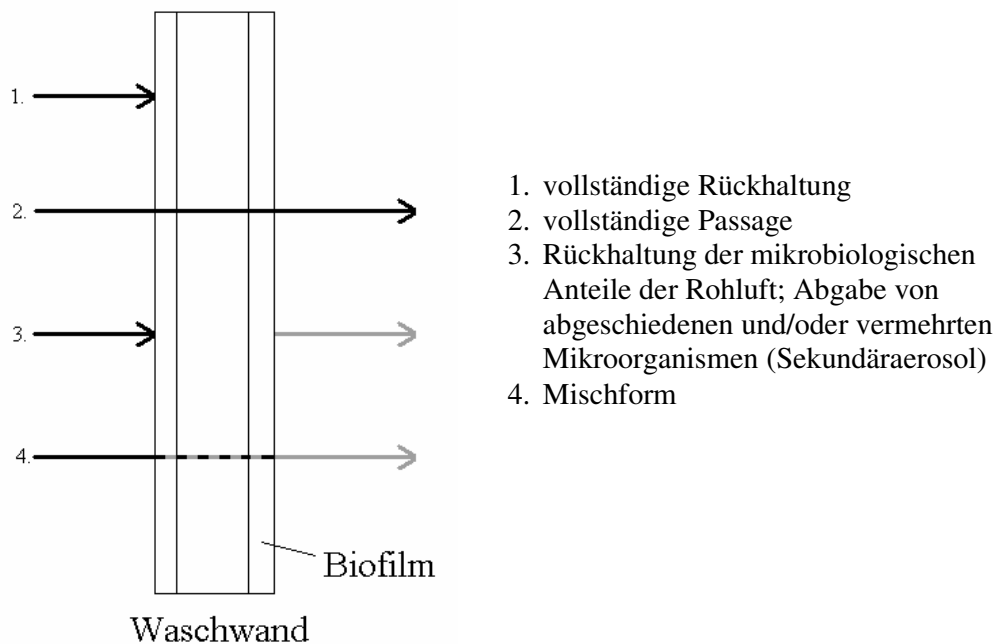 1.
2.
3.
4.
Biofilm
Waschwand
1. vollständige Rückhaltung
2. vollständige Passage
3. Rückhaltung der mikrobiologischen
Anteile der Rohluft; Abgabe von
abgeschiedenen und/oder vermehrten
Mikroorganismen (Sekundäraerosol)
4. Mischform